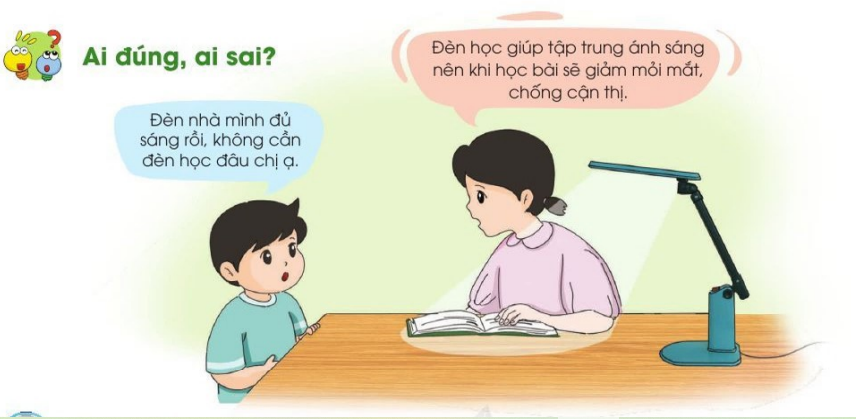 Ai đúng, ai sai?
Đèn học giúp tập trung ánh sáng
nên khi học bài sẽ giảm mỏi mắt,
chống cận thị.
Đèn nhà mình đủ
sáng rồi, không cần
đèn học đâu chị ạ.